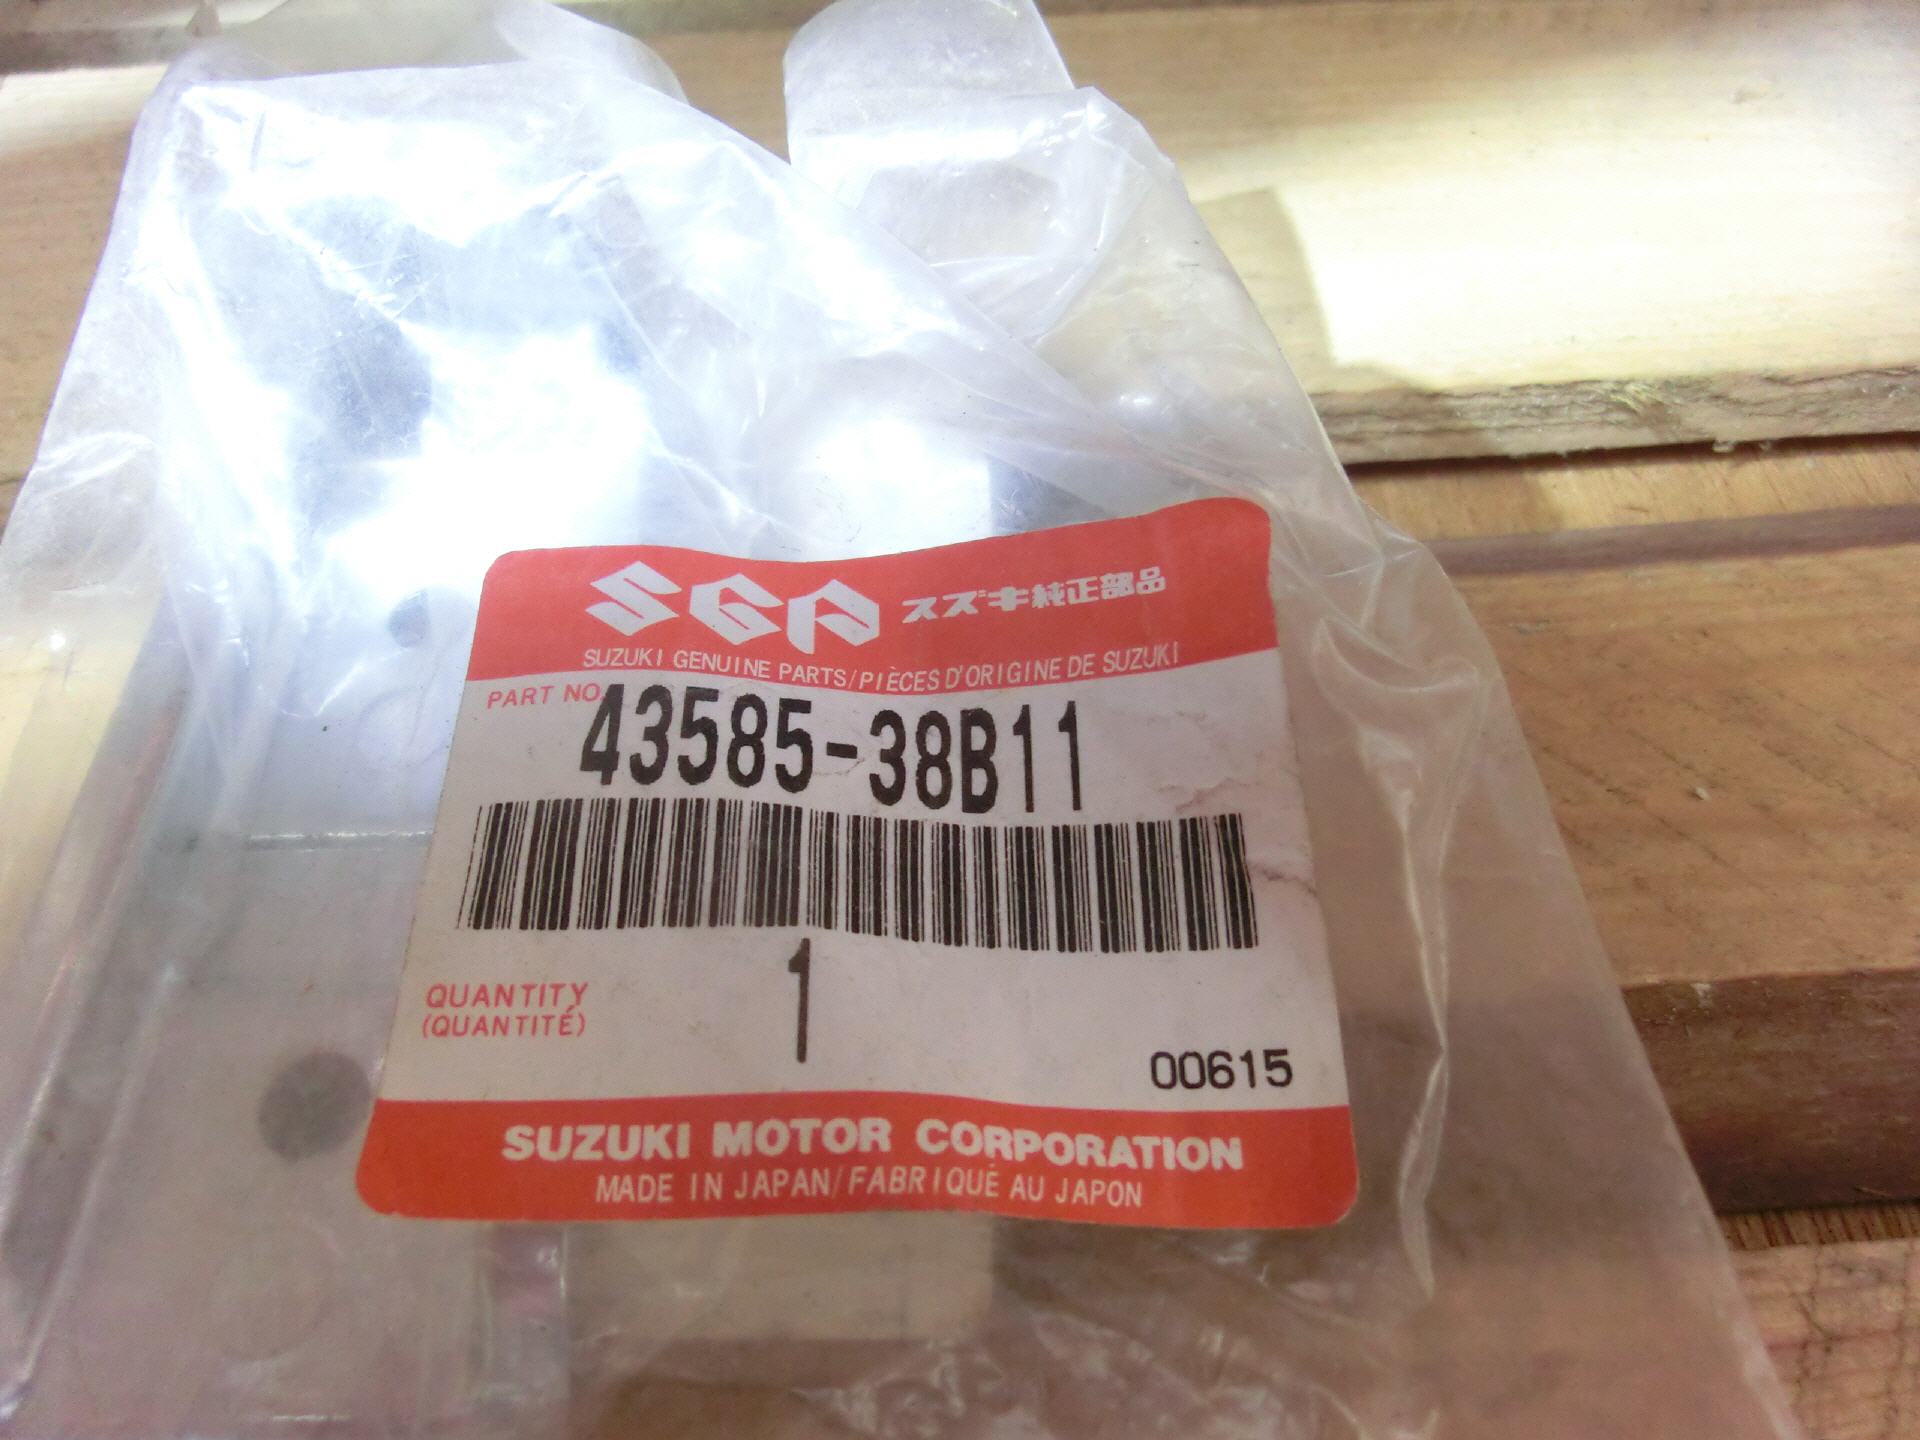 SGP スズキ純正部品
SUZUKI GENUINE PARTS/PIÈCES D'ORIGINE DE SUZUKI
PART NO.
43585-38B11
1
QUANTITY
(QUANTITÉ)
00615
SUZUKI MOTOR CORPORATION
MADE IN JAPAN/FABRIQUÉ AU JAPON